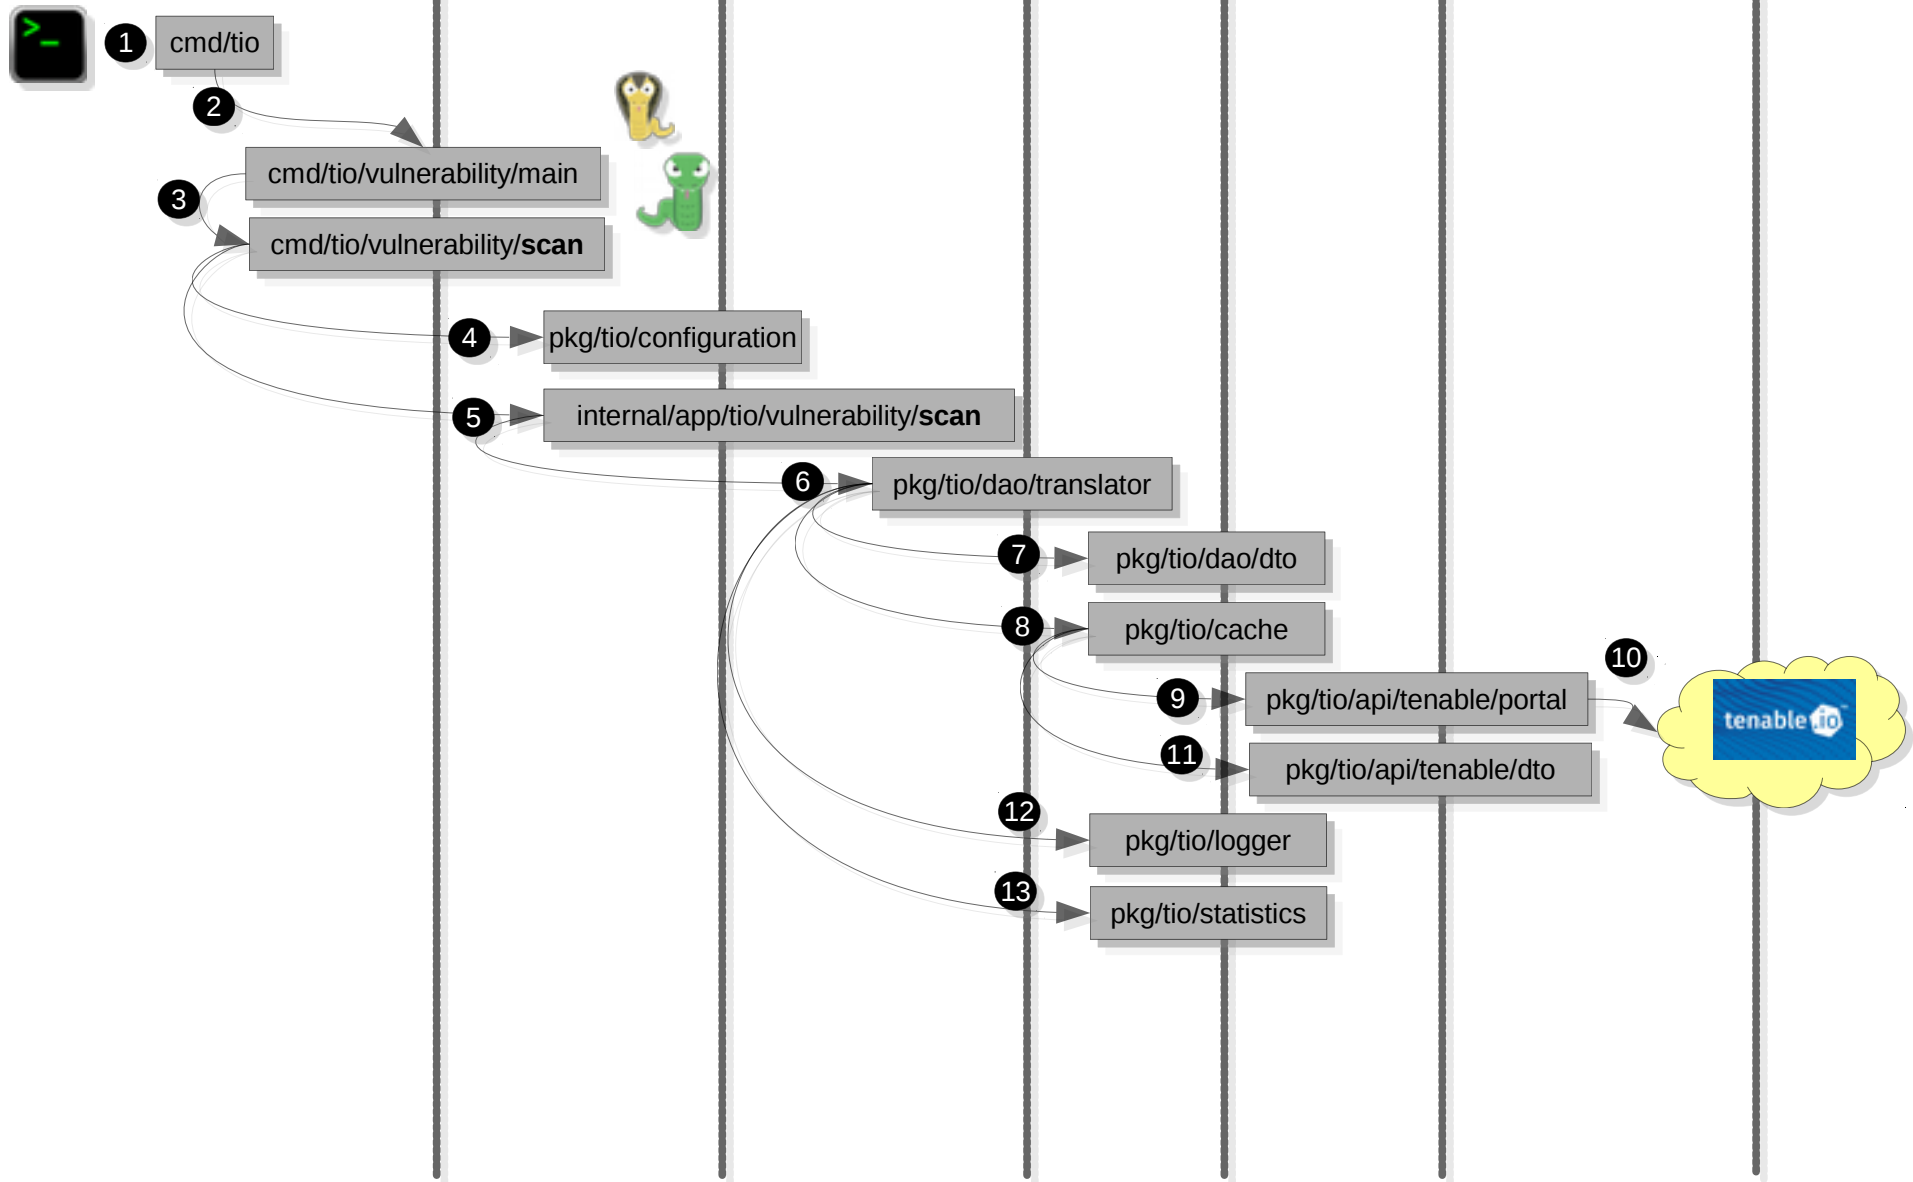 >_
1 cmd/tio
2
cmd/tio/vulnerability/main
3
cmd/tio/vulnerability/scan
4 pkg/tio/configuration
5 internal/app/tio/vulnerability/scan
6 pkg/tio/dao/translator
7 pkg/tio/dao/dto
8 pkg/tio/cache
10
9 pkg/tio/api/tenable/portal
tenable.io™
11 pkg/tio/api/tenable/dto
12 pkg/tio/logger
13 pkg/tio/statistics